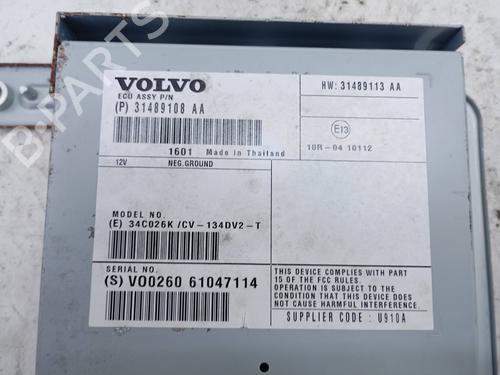 VOLVO
ECU ASSY P/N
(P) 31489108 AA
1601 Made in Thailand
HW: 31489113 AA
E13
10R-04 10112
12V NEG.GROUND
MODEL NO.
(E) 34C026K /CV-134DV2-T
SERIAL NO.
(S) VO0260 61047114
THIS DEVICE COMPLIES WITH PART
15 OF THE FCC RULES.
OPERATION IS SUBJECT TO THE
CONDITION THAT THIS DEVICE DOES
NOT CAUSE HARMFUL INTERFERENCE.
SUPPLIER CODE : U910A
B-PARTS